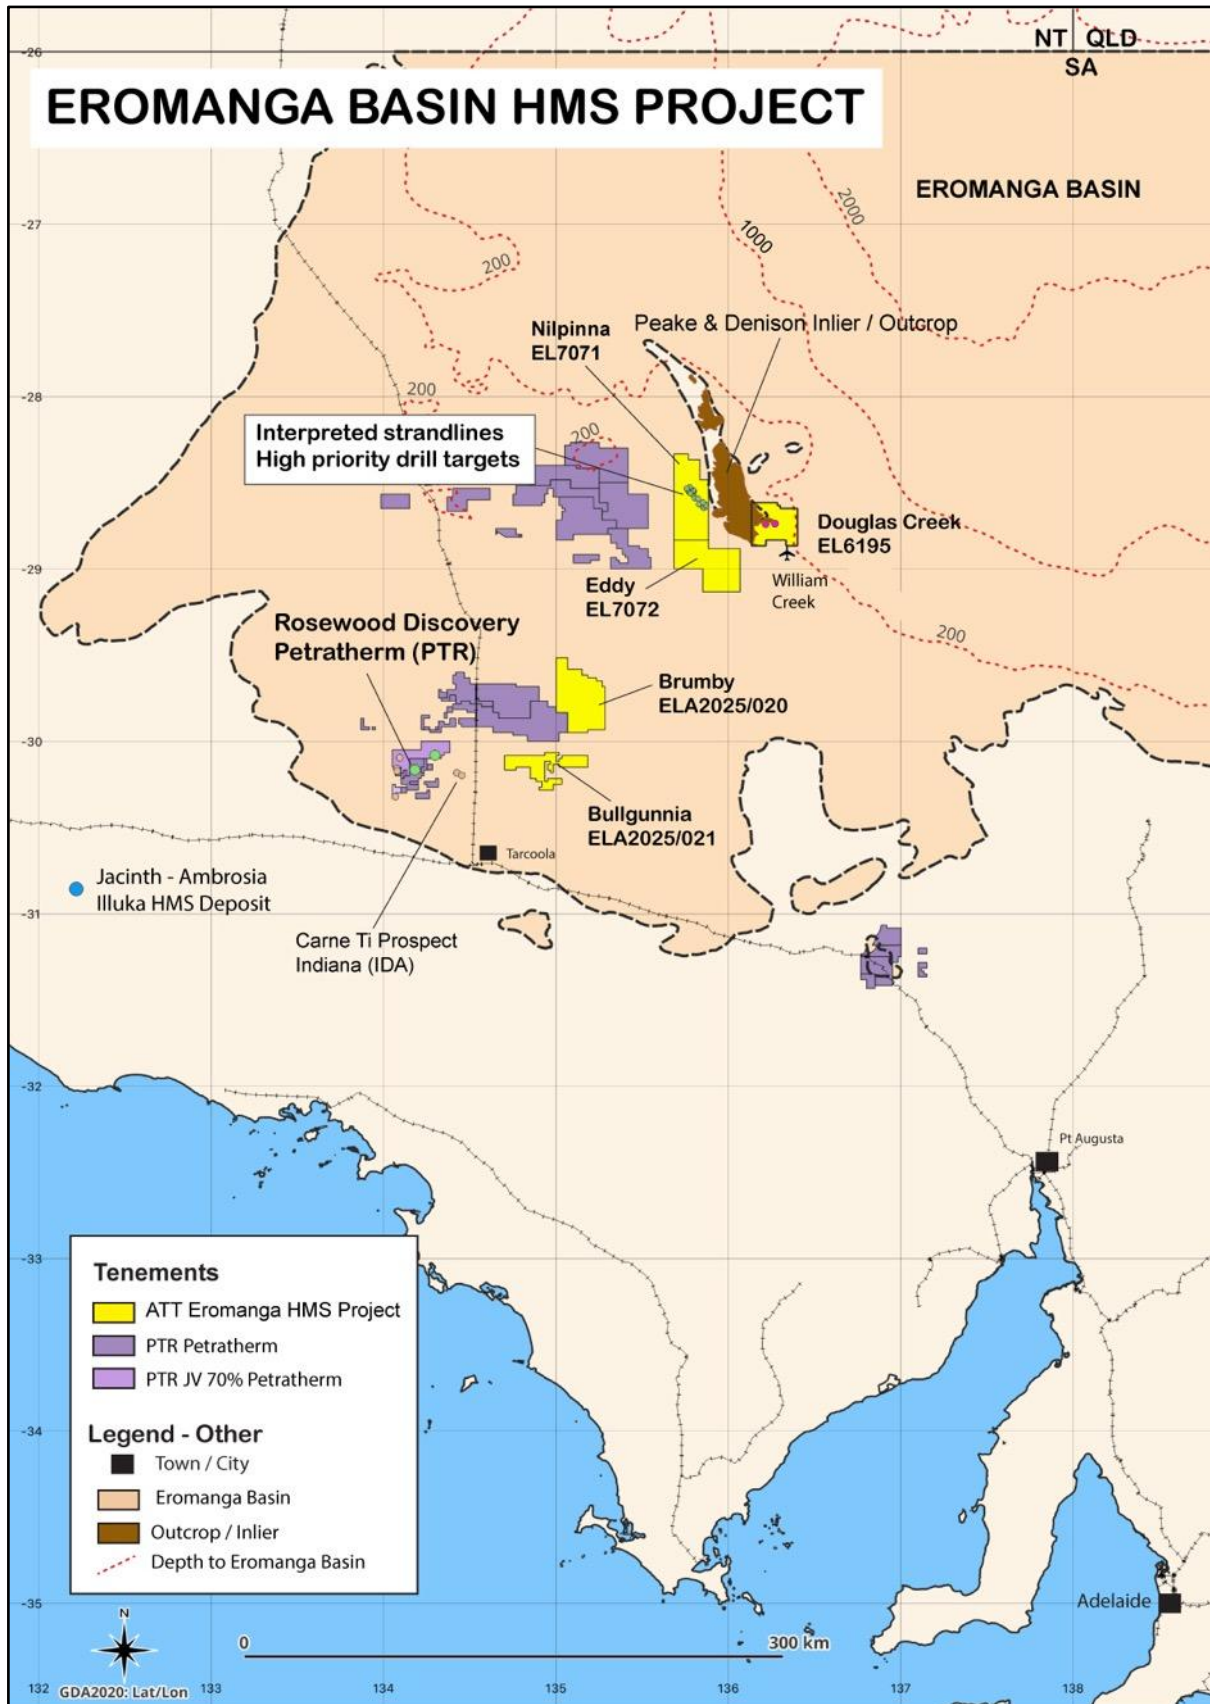 NT QLD
SA
-26
EROMANGA BASIN HMS PROJECT
EROMANGA BASIN
2000
-27
1000
200
Nilpinna
EL7071
Peake & Denison Inlier / Outcrop
-28
200
Interpreted strandlines
High priority drill targets
200
Douglas Creek
EL6195
-29
Eddy
EL7072
William
Creek
Rosewood Discovery
Petratherm (PTR)
200
Brumby
ELA2025/020
-30
Bullgunnia
ELA2025/021
Tarcoola
Jacinth - Ambrosia
Illuka HMS Deposit
-31
Carne Ti Prospect
Indiana (IDA)
-32
Pt Augusta
-33
Tenements
ATT Eromanga HMS Project
PTR Petratherm
PTR JV 70% Petratherm
-34
Legend - Other
Town / City
Eromanga Basin
Outcrop / Inlier
Depth to Eromanga Basin
-35
Adelaide
N
0
300 km
GDA2020: Lat/Lon
132
133
134
135
136
137
138